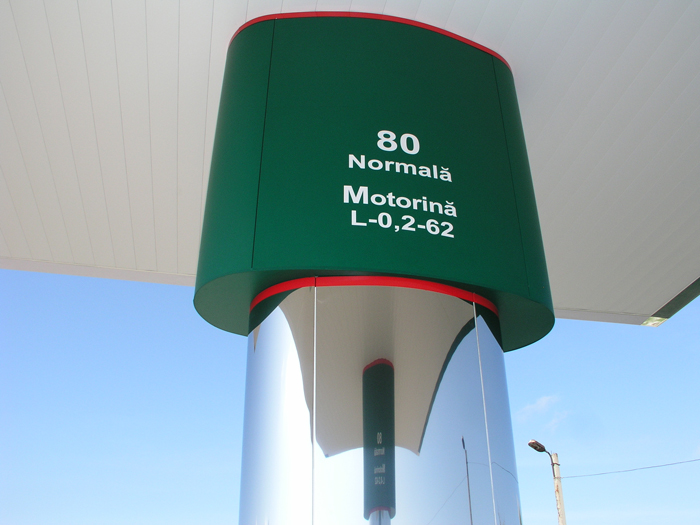 80
Normală
Motorină
L-0,2-62